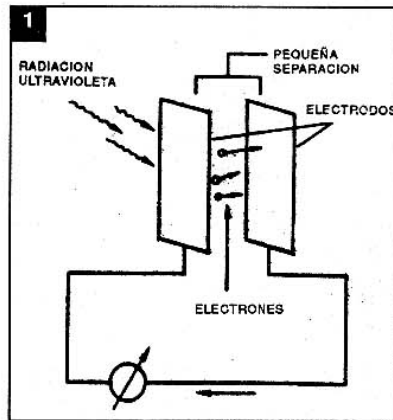 1
PEQUEÑA
SEPARACION
RADIACION
ULTRAVIOLETA
ELECTRODOS
ELECTRONES